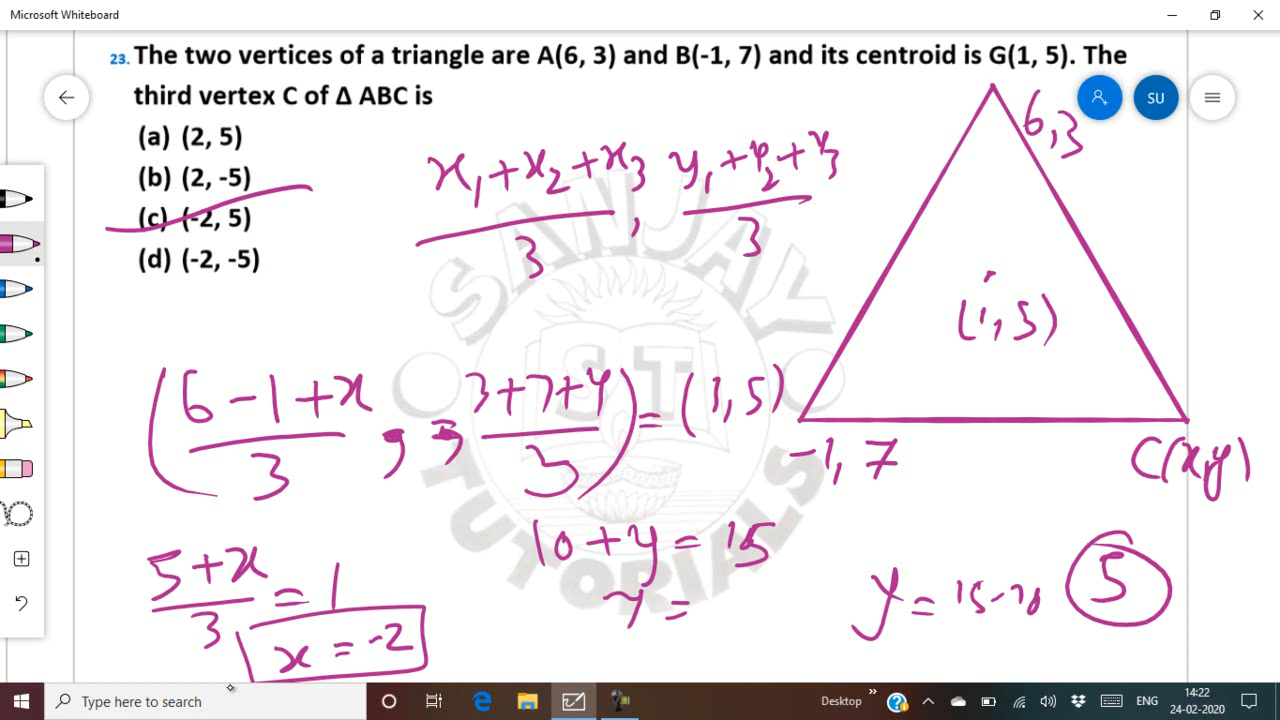 Microsoft Whiteboard
23. The two vertices of a triangle are A(6, 3) and B(-1, 7) and its centroid is G(1, 5). The
third vertex C of Δ ABC is
(a) (2, 5)
(b) (2, -5)
(c) (-2, 5)
(d) (-2, -5)
SU
x₁+x₂+x₃ , y₁+y₂+y₃
3 3
6,3
(1,5)
(6-1+x , 3+7+y) = (1,5)
3 3
-1, 7
C(x,y)
SANJAY
ST
TUTORIALS
5+x = 1
3
x = -2
10+y = 15
y =
y = 15-10
5
Type here to search
Desktop
ENG
14:22
24-02-2020